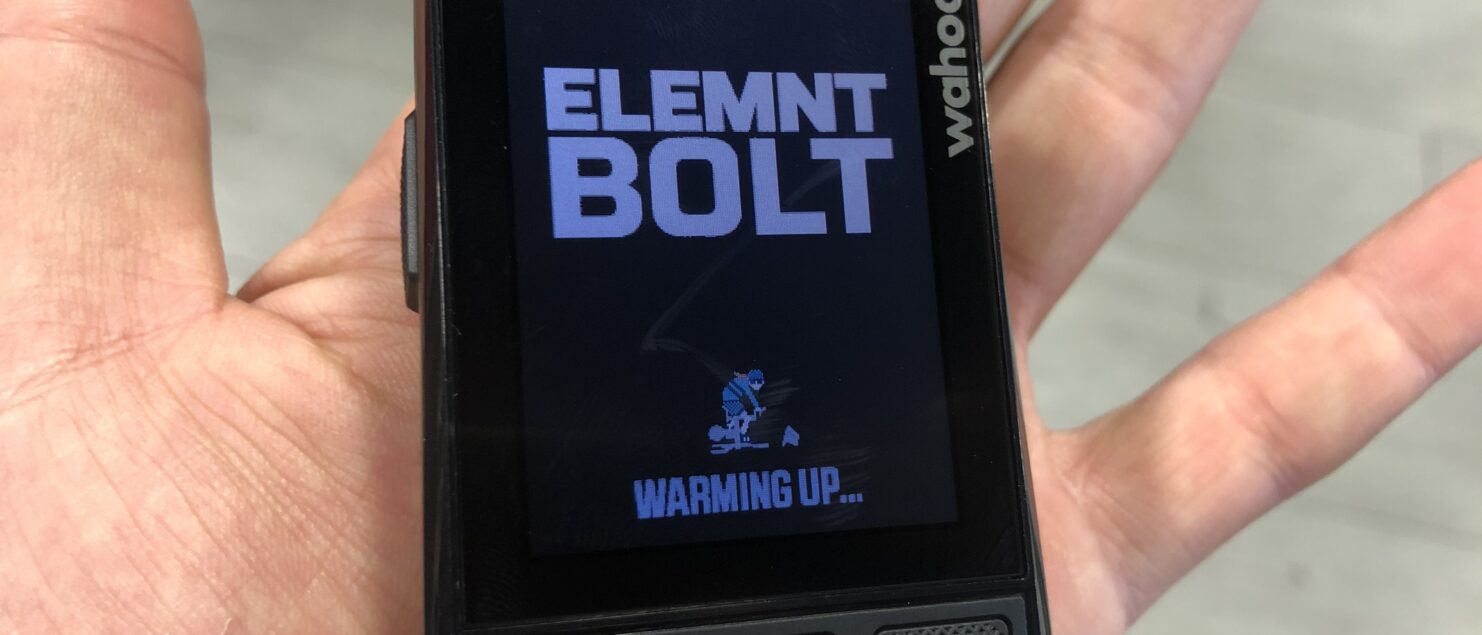 ELEMNT
BOLT
WARMING UP...
wahoo